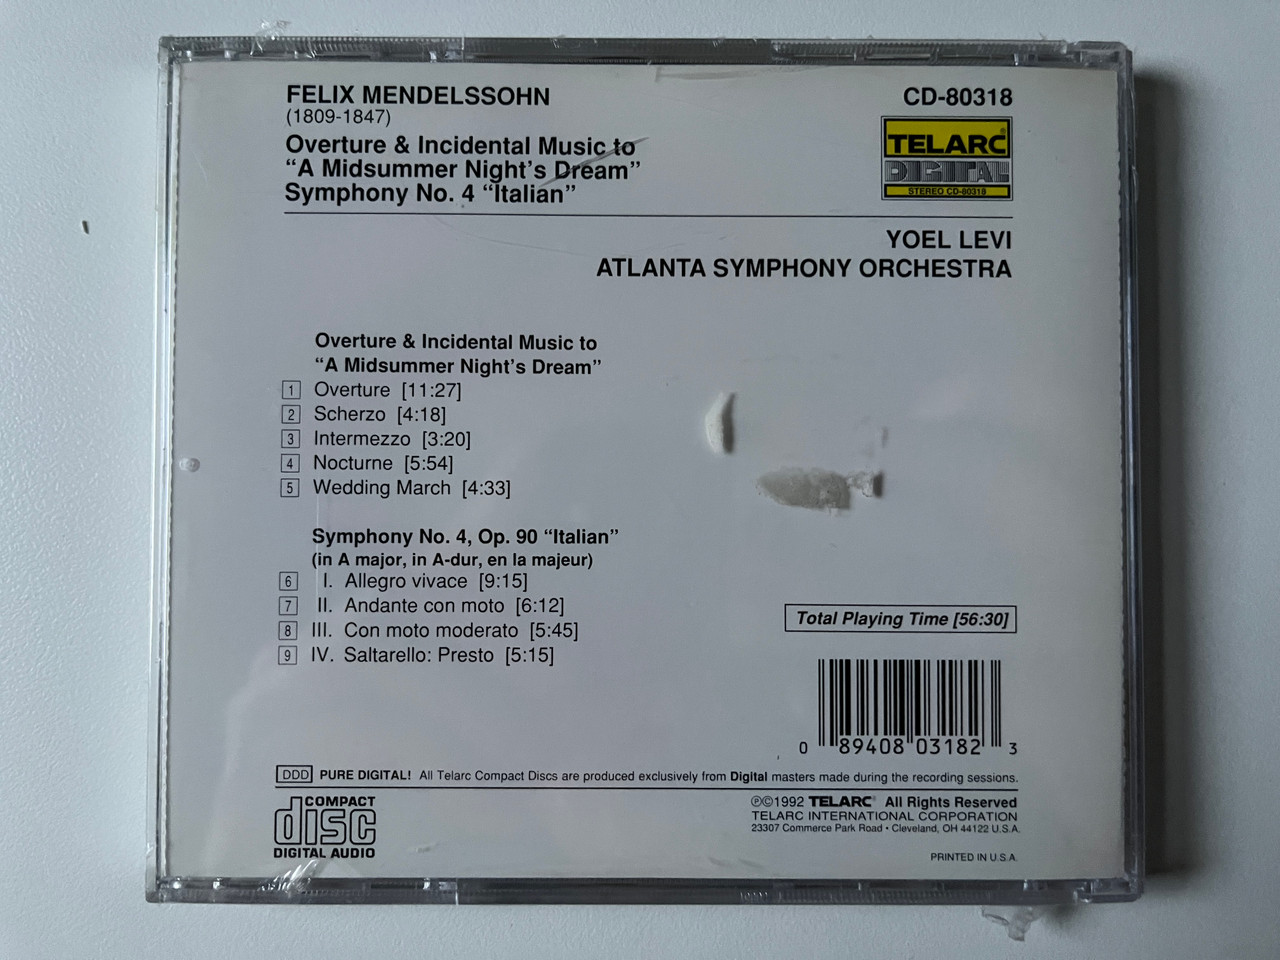 FELIX MENDELSSOHN
(1809-1847)
Overture & Incidental Music to
“A Midsummer Night’s Dream”
Symphony No. 4 “Italian”
CD-80318
TELARC®
DIGITAL
STEREO CD-80318
YOEL LEVI
ATLANTA SYMPHONY ORCHESTRA
Overture & Incidental Music to
“A Midsummer Night’s Dream”
1 Overture [11:27]
2 Scherzo [4:18]
3 Intermezzo [3:20]
4 Nocturne [5:54]
5 Wedding March [4:33]
Symphony No. 4, Op. 90 “Italian”
(in A major, in A-dur, en la majeur)
6 I. Allegro vivace [9:15]
7 II. Andante con moto [6:12]
8 III. Con moto moderato [5:45]
9 IV. Saltarello: Presto [5:15]
Total Playing Time [56:30]
0 89408 03182 3
DDD PURE DIGITAL! All Telarc Compact Discs are produced exclusively from Digital masters made during the recording sessions.
COMPACT
disc
DIGITAL AUDIO
℗©1992 TELARC® All Rights Reserved
TELARC INTERNATIONAL CORPORATION
23307 Commerce Park Road • Cleveland, OH 44122 U.S.A.
PRINTED IN U.S.A.